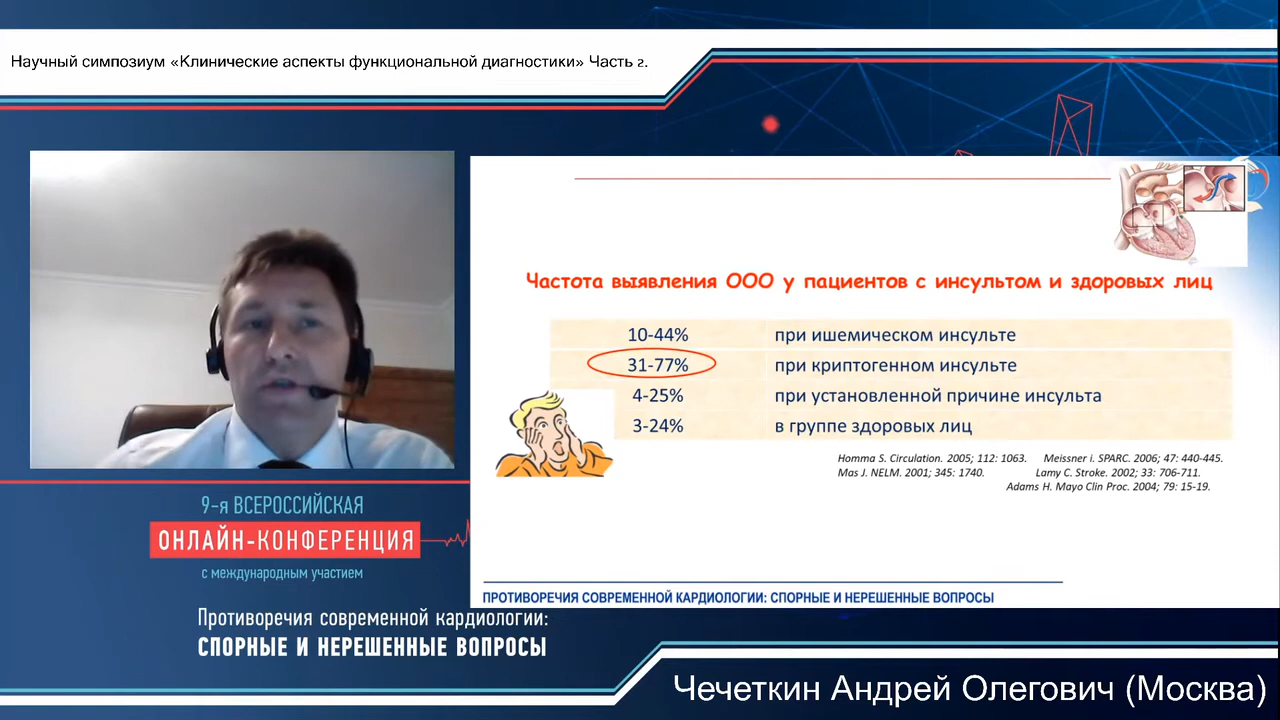 Научный симпозиум «Клинические аспекты функциональной диагностики» Часть 2.
Частота выявления ООО у пациентов с инсультом и здоровых лиц
10-44% при ишемическом инсульте
31-77% при криптогенном инсульте
4-25% при установленной причине инсульта
3-24% в группе здоровых лиц
Homma S. Circulation. 2005; 112: 1063. Meissner i. SPARC. 2006; 47: 440-445.
Mas J. NELM. 2001; 345: 1740. Lamy C. Stroke. 2002; 33: 706-711.
Adams H. Mayo Clin Proc. 2004; 79: 15-19.
ПРОТИВОРЕЧИЯ СОВРЕМЕННОЙ КАРДИОЛОГИИ: СПОРНЫЕ И НЕРЕШЕННЫЕ ВОПРОСЫ
9-я ВСЕРОССИЙСКАЯ
ОНЛАЙН-КОНФЕРЕНЦИЯ
с международным участием
Противоречия современной кардиологии:
СПОРНЫЕ И НЕРЕШЕННЫЕ ВОПРОСЫ
Чечеткин Андрей Олегович (Москва)